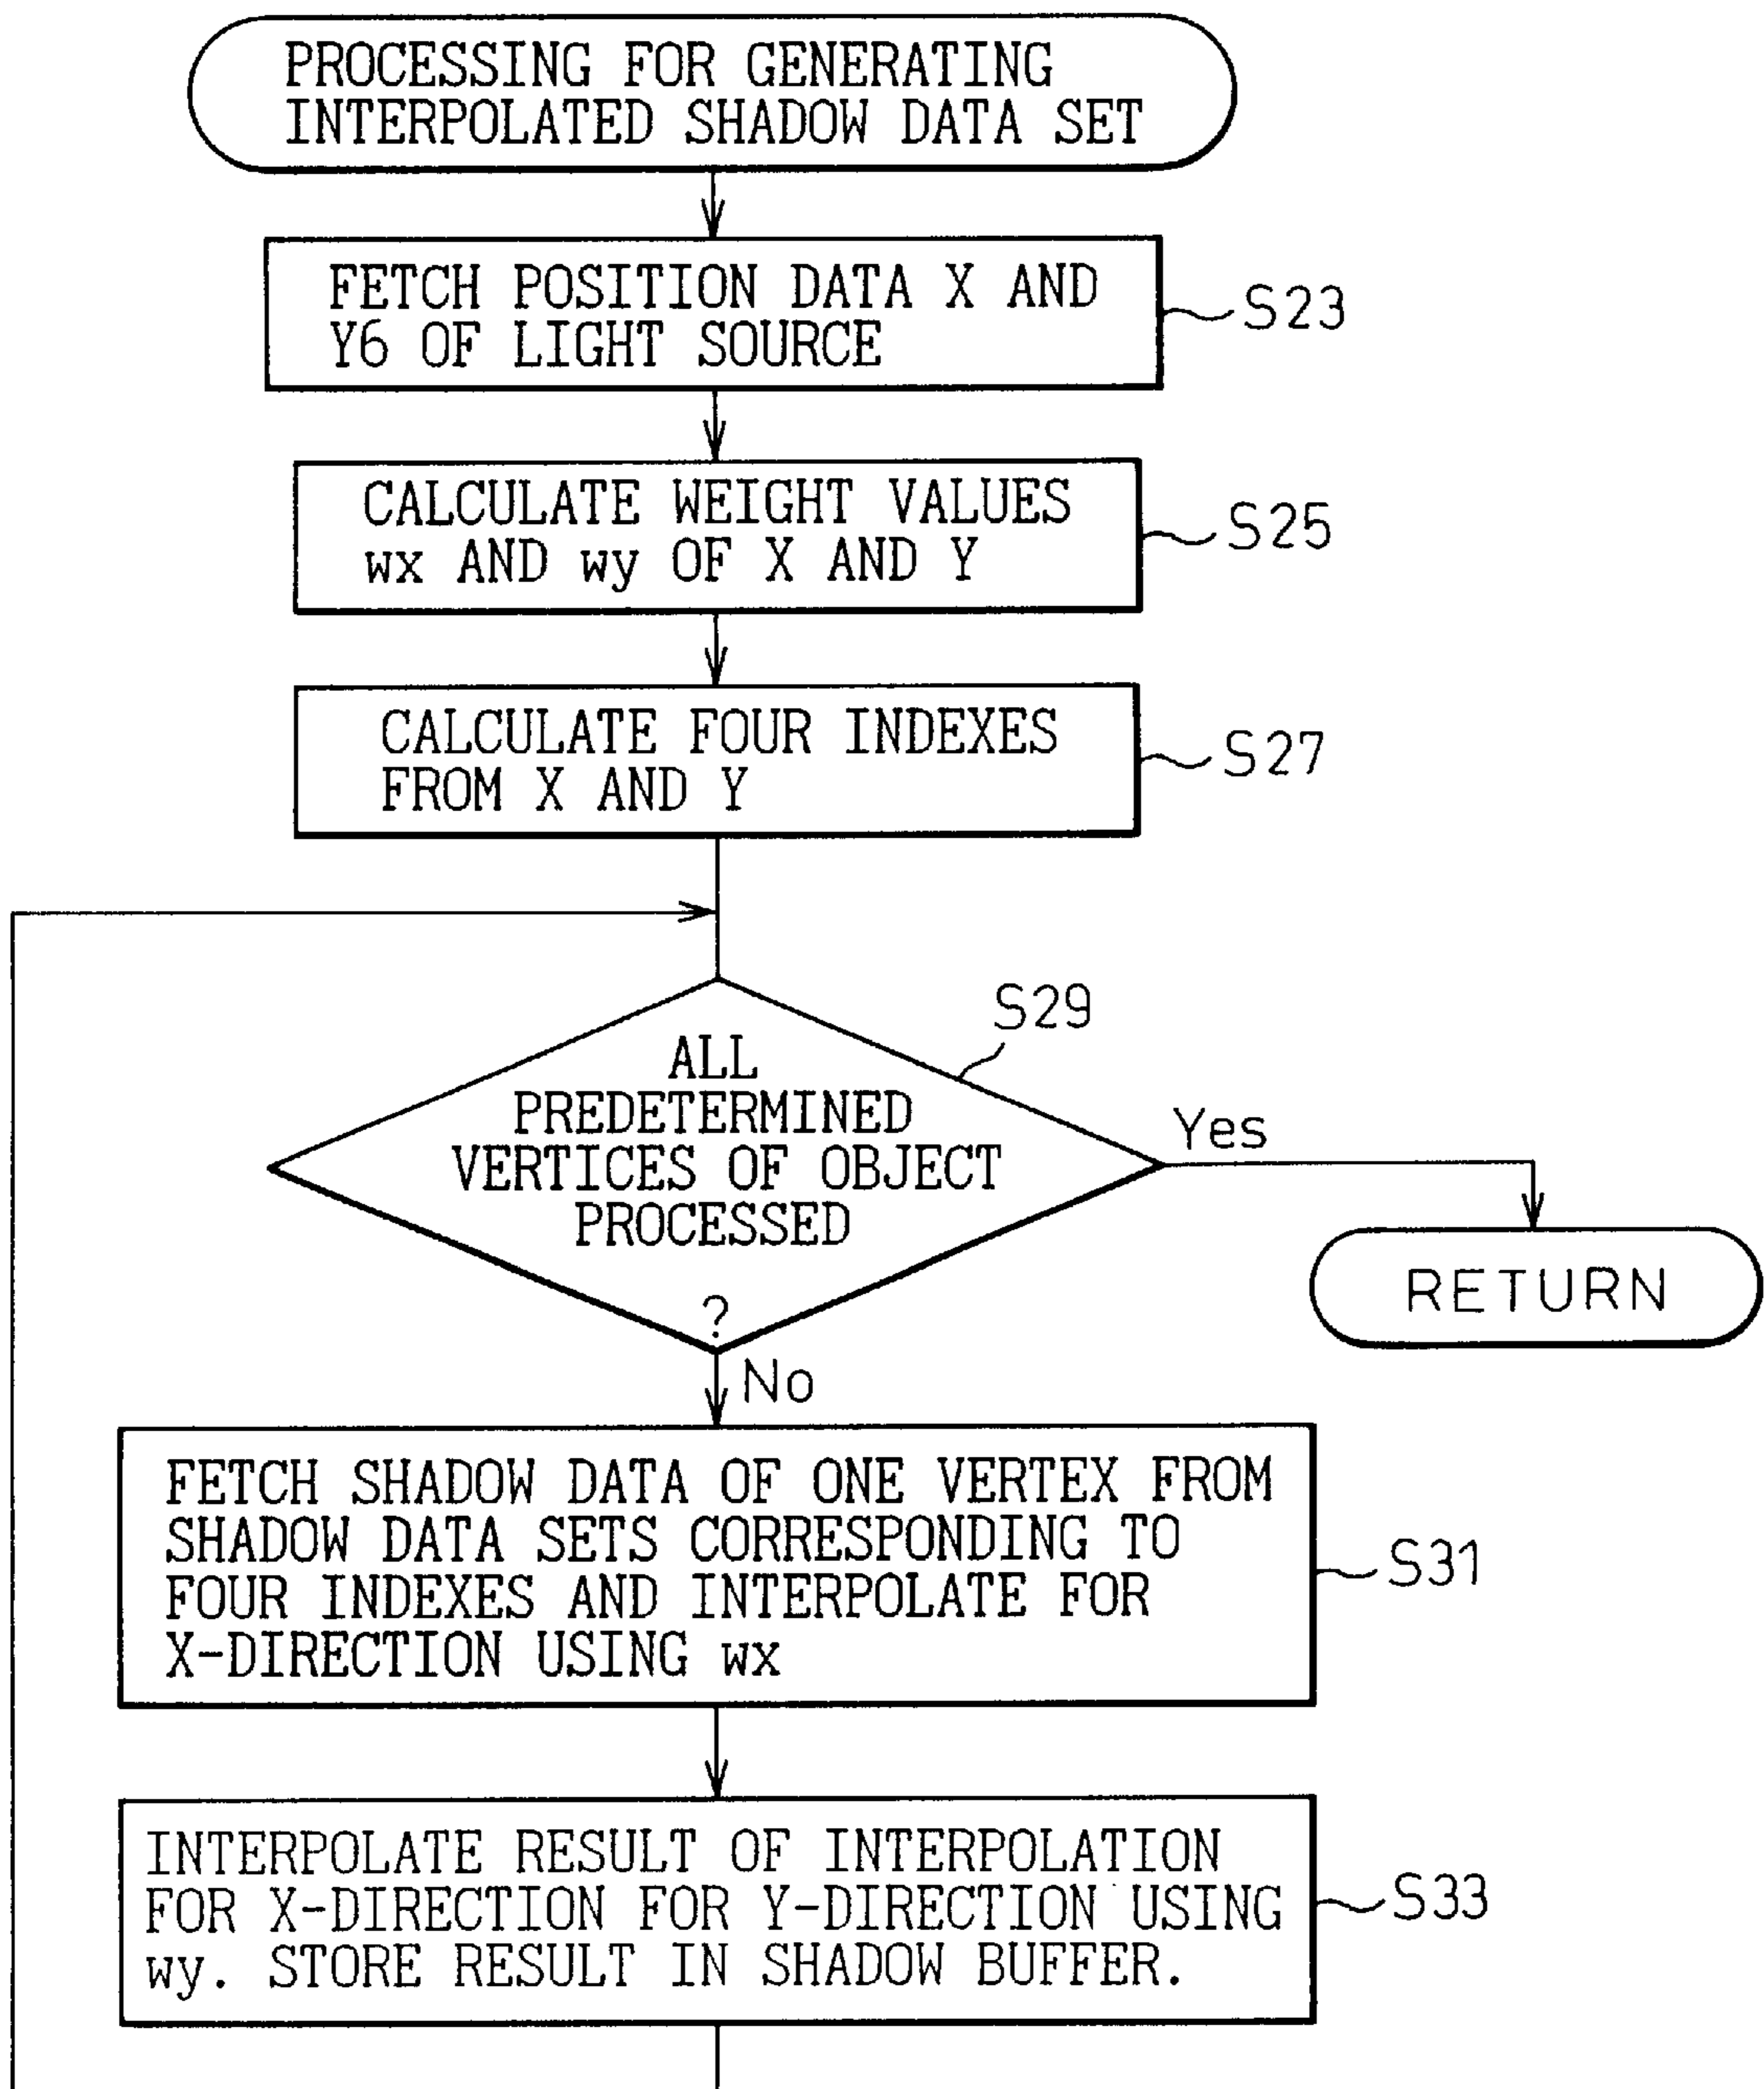 PROCESSING FOR GENERATING
INTERPOLATED SHADOW DATA SET
FETCH POSITION DATA X AND
Y6 OF LIGHT SOURCE
S23
CALCULATE WEIGHT VALUES
wx AND wy OF X AND Y
S25
CALCULATE FOUR INDEXES
FROM X AND Y
S27
S29
ALL
PREDETERMINED
VERTICES OF OBJECT
PROCESSED
?
Yes
RETURN
No
FETCH SHADOW DATA OF ONE VERTEX FROM
SHADOW DATA SETS CORRESPONDING TO
FOUR INDEXES AND INTERPOLATE FOR
X-DIRECTION USING wx
S31
INTERPOLATE RESULT OF INTERPOLATION
FOR X-DIRECTION FOR Y-DIRECTION USING
wy. STORE RESULT IN SHADOW BUFFER.
S33